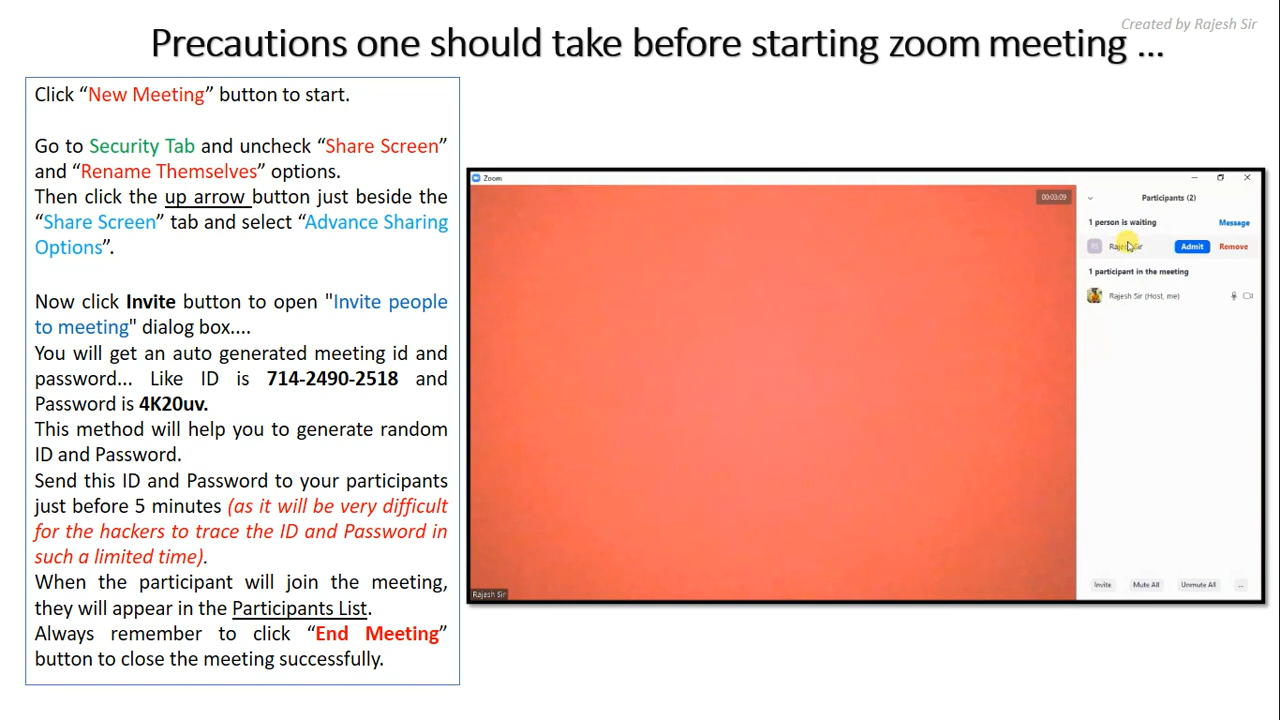 Created by Rajesh Sir
Precautions one should take before starting zoom meeting ...
Click “New Meeting” button to start.
Go to Security Tab and uncheck “Share Screen”
and “Rename Themselves” options.
Then click the up arrow button just beside the
“Share Screen” tab and select “Advance Sharing
Options”.
Now click Invite button to open "Invite people
to meeting" dialog box....
You will get an auto generated meeting id and
password... Like ID is 714-2490-2518 and
Password is 4K20uv.
This method will help you to generate random
ID and Password.
Send this ID and Password to your participants
just before 5 minutes (as it will be very difficult
for the hackers to trace the ID and Password in
such a limited time).
When the participant will join the meeting,
they will appear in the Participants List.
Always remember to click “End Meeting”
button to close the meeting successfully.
Zoom
00:03:09
Participants (2)
1 person is waiting
Message
RS Rajesh Sir Admit Remove
1 participant in the meeting
Rajesh Sir (Host, me)
Rajesh Sir
Invite Mute All Unmute All ...